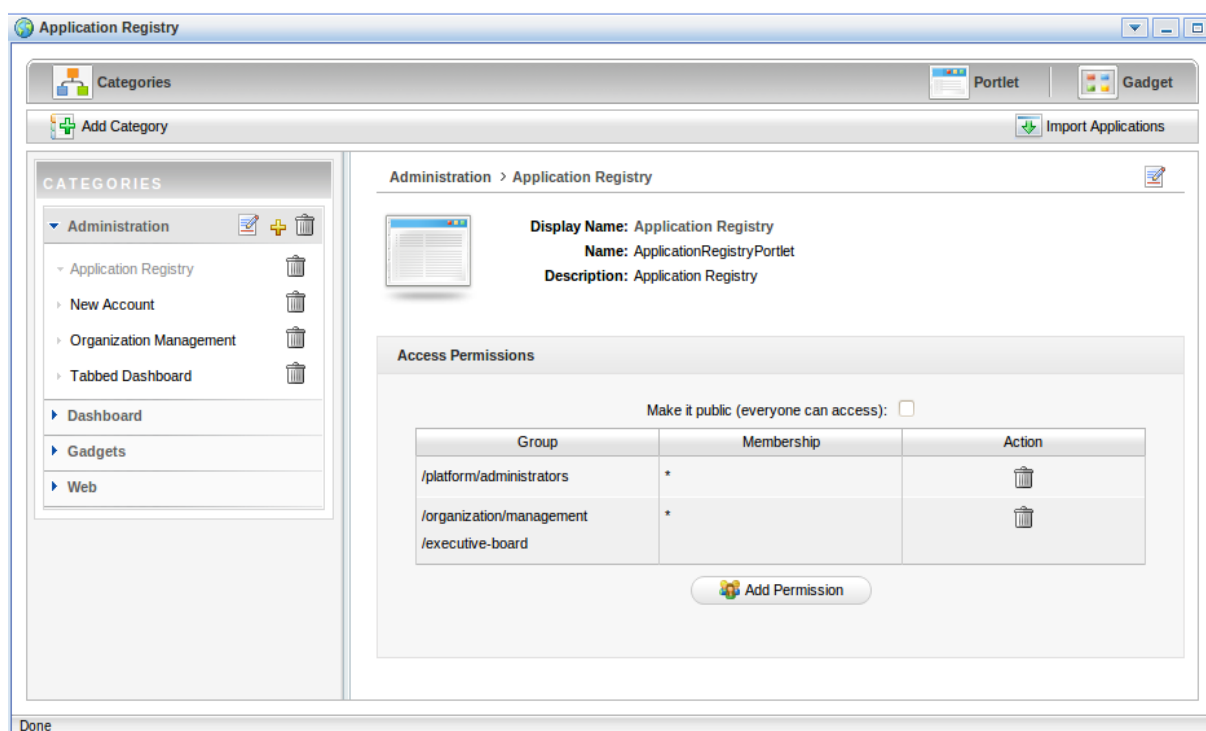 Application Registry
Categories
Portlet
Gadget
Add Category
Import Applications
CATEGORIES
Administration
Application Registry
New Account
Organization Management
Tabbed Dashboard
Dashboard
Gadgets
Web
Administration > Application Registry
Display Name: Application Registry
Name: ApplicationRegistryPortlet
Description: Application Registry
Access Permissions
Make it public (everyone can access):
Group Membership Action
/platform/administrators *
/organization/management *
/executive-board
Add Permission
Done